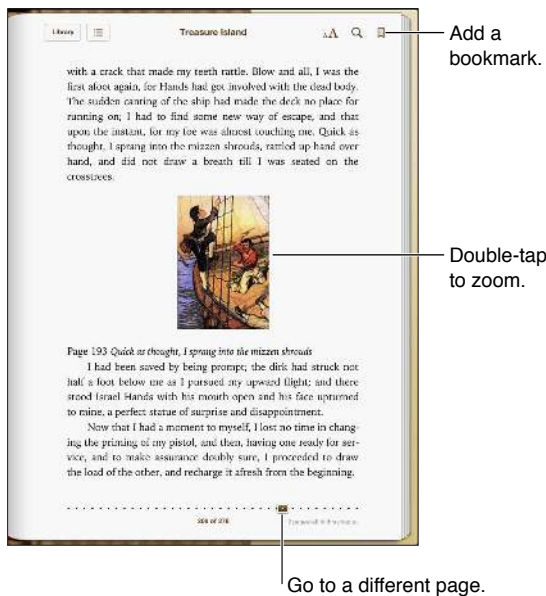 Library
Treasure Island
AA
Add a
bookmark.
with a crack that made my teeth rattle. Blow and all, I was the
first afoot again, for Hands had got involved with the dead body.
The sudden canting of the ship had made the deck no place for
running on; I had to find some new way of escape, and that
upon the instant, for my foe was almost touching me. Quick as
thought, I sprang into the mizzen shrouds, rattled up hand over
hand, and did not draw a breath till I was seated on the
crosstrees.
Double-tap
to zoom.
Page 193 Quick as thought, I sprang into the mizzen shrouds
I had been saved by being prompt; the dirk had struck not
half a foot below me as I pursued my upward flight; and there
stood Israel Hands with his mouth open and his face upturned
to mine, a perfect statue of surprise and disappointment.
Now that I had a moment to myself, I lost no time in chang-
ing the priming of my pistol, and then, having one ready for ser-
vice, and to make assurance doubly sure, I proceeded to draw
the load of the other, and recharge it afresh from the beginning.
of 378
Go to a different page.